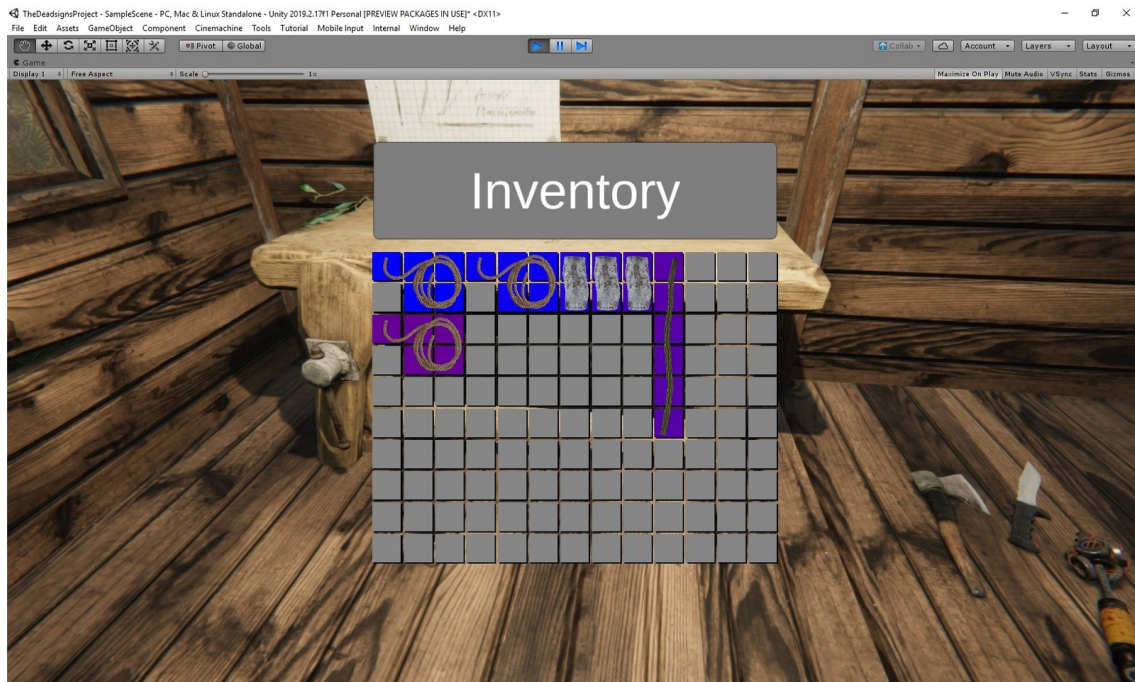 TheDeadsignsProject - SampleScene - PC, Mac & Linux Standalone - Unity 2019.2.17f1 Personal [PREVIEW PACKAGES IN USE]* <DX11>
File Edit Assets GameObject Component Cinemachine Tools Tutorial Mobile Input Internal Window Help
Pivot Global Collab Account Layers Layout
Game
Display 1 Free Aspect Scale 1x Maximize On Play Mute Audio VSync Stats Gizmos
Inventory